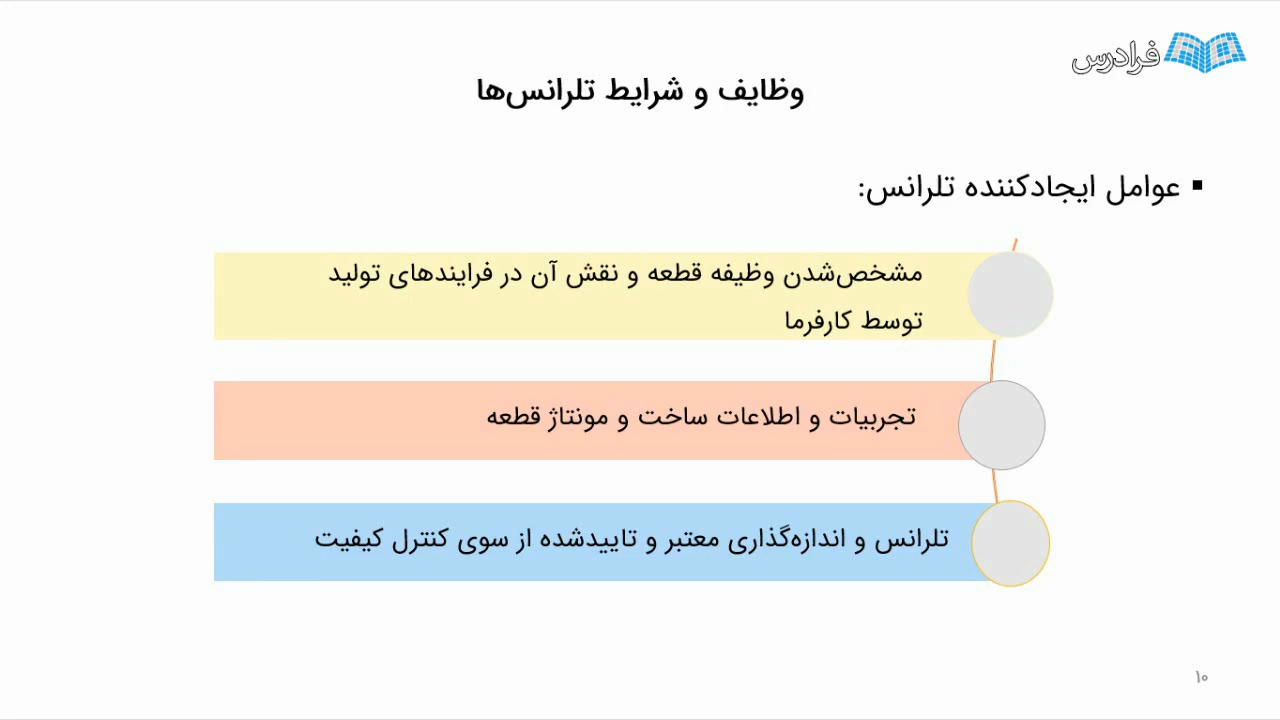 فرادرس
وظایف و شرایط تلرانس‌ها
▪ عوامل ایجادکننده تلرانس:
مشخص‌شدن وظیفه قطعه و نقش آن در فرایندهای تولید
توسط کارفرما
تجربیات و اطلاعات ساخت و مونتاژ قطعه
تلرانس و اندازه‌گذاری معتبر و تاییدشده از سوی کنترل کیفیت
۱۰